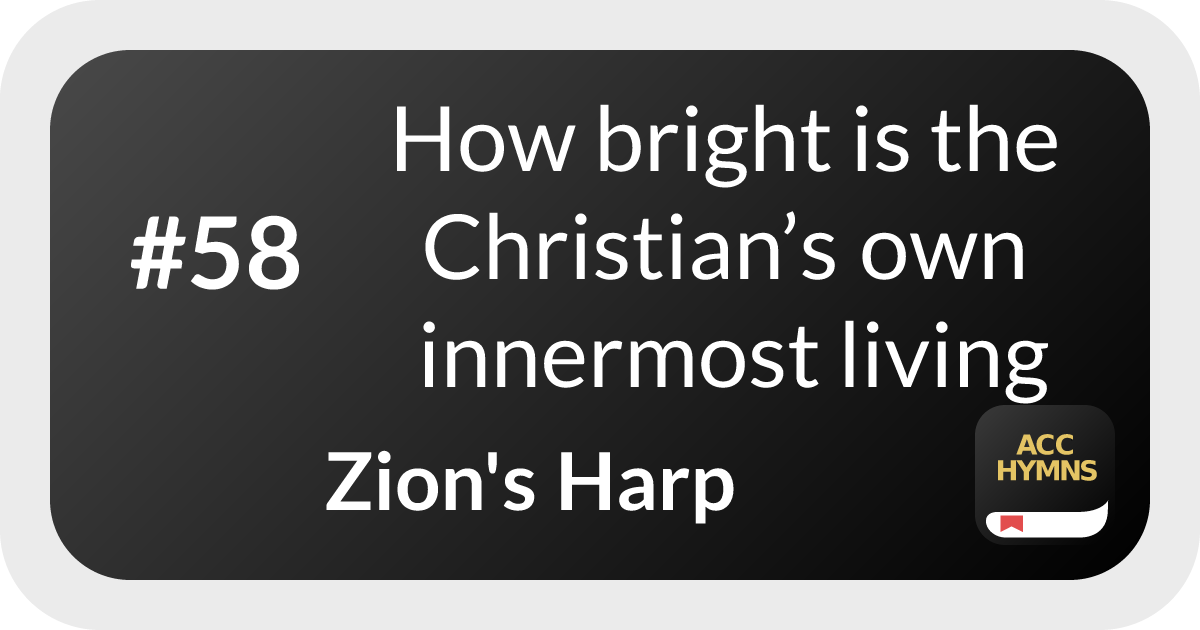 #58
How bright is the
Christian’s own
innermost living
Zion's Harp
ACC
HYMNS